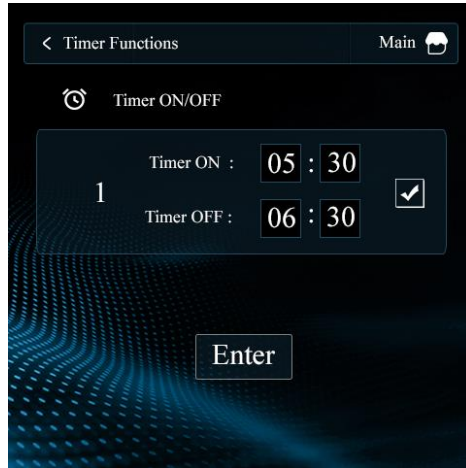 Timer Functions Main
Timer ON/OFF
1
Timer ON : 05 : 30
Timer OFF : 06 : 30
Enter